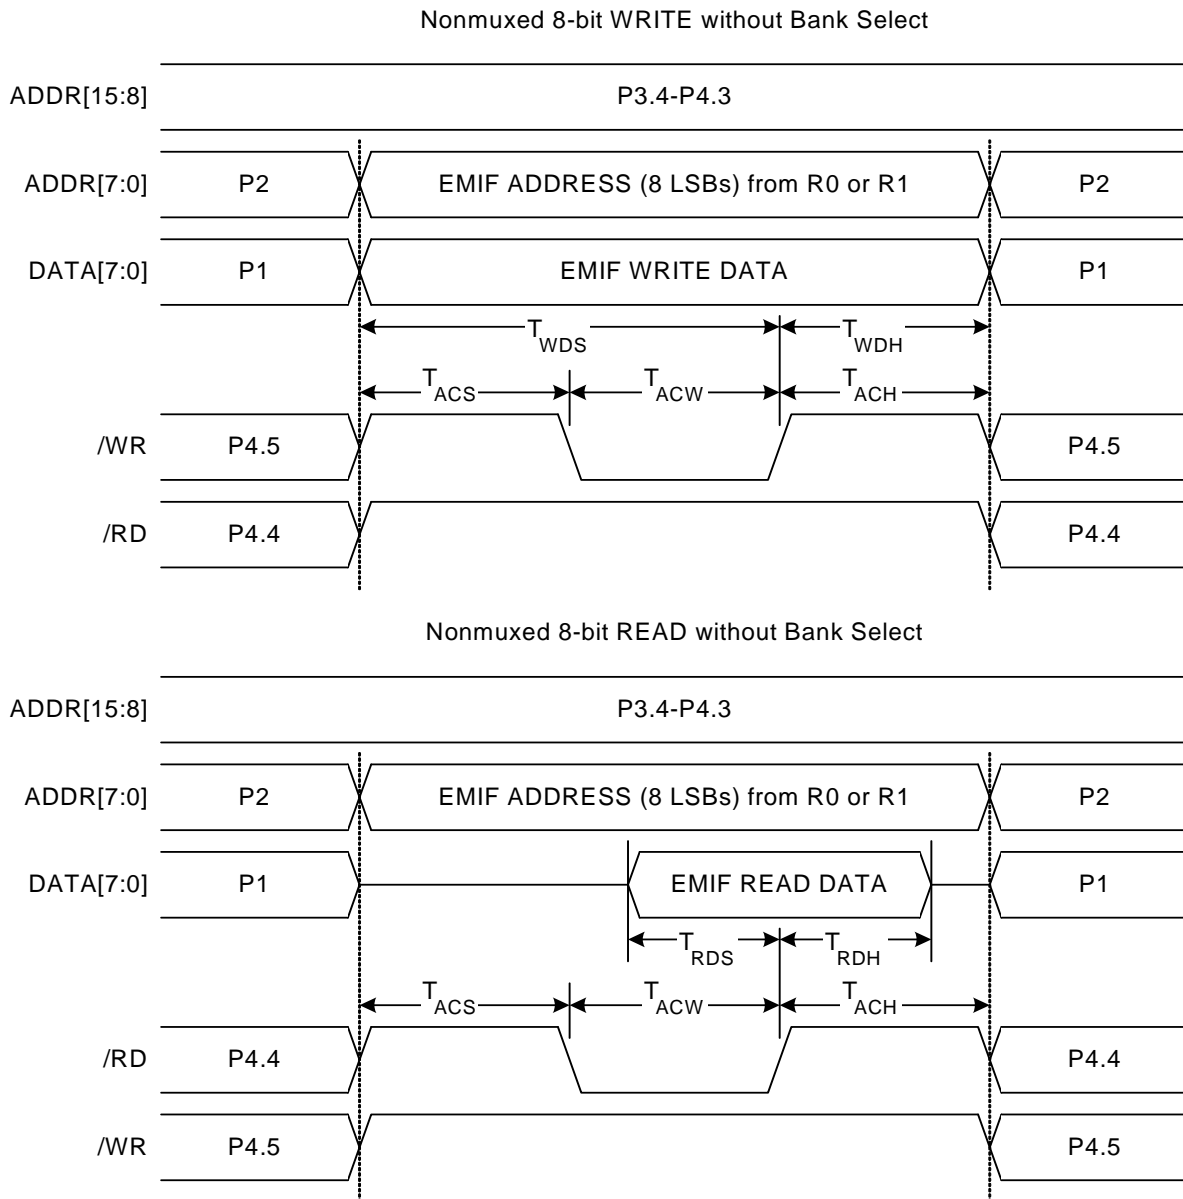 Nonmuxed 8-bit WRITE without Bank Select
ADDR[15:8] P3.4-P4.3
ADDR[7:0] P2 EMIF ADDRESS (8 LSBs) from R0 or R1 P2
DATA[7:0] P1 EMIF WRITE DATA P1
TWDS TWDH
TACS TACW TACH
/WR P4.5 P4.5
/RD P4.4 P4.4
Nonmuxed 8-bit READ without Bank Select
ADDR[15:8] P3.4-P4.3
ADDR[7:0] P2 EMIF ADDRESS (8 LSBs) from R0 or R1 P2
DATA[7:0] P1 EMIF READ DATA P1
TRDS TRDH
TACS TACW TACH
/RD P4.4 P4.4
/WR P4.5 P4.5